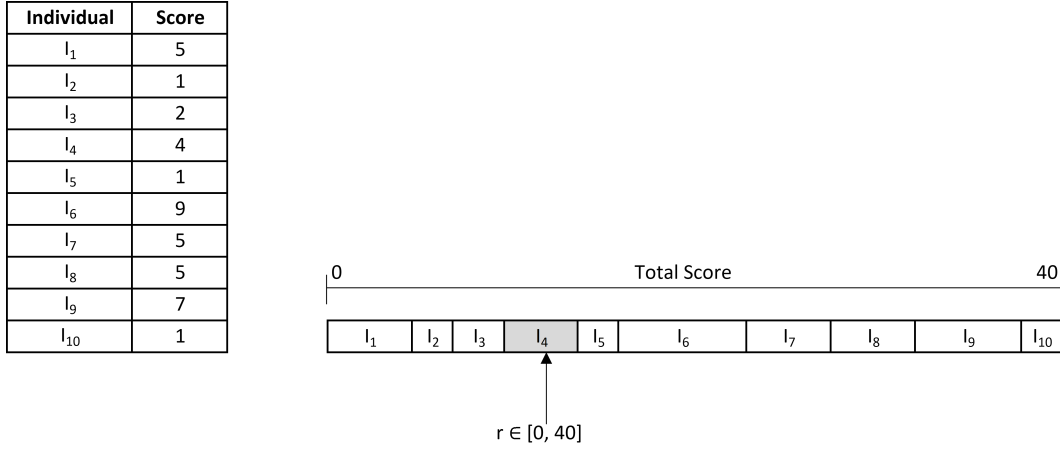 Individual Score
I₁ 5
I₂ 1
I₃ 2
I₄ 4
I₅ 1
I₆ 9
I₇ 5
I₈ 5
I₉ 7
I₁₀ 1
0 Total Score 40
I₁ I₂ I₃ I₄ I₅ I₆ I₇ I₈ I₉ I₁₀
r ∈ [0, 40]